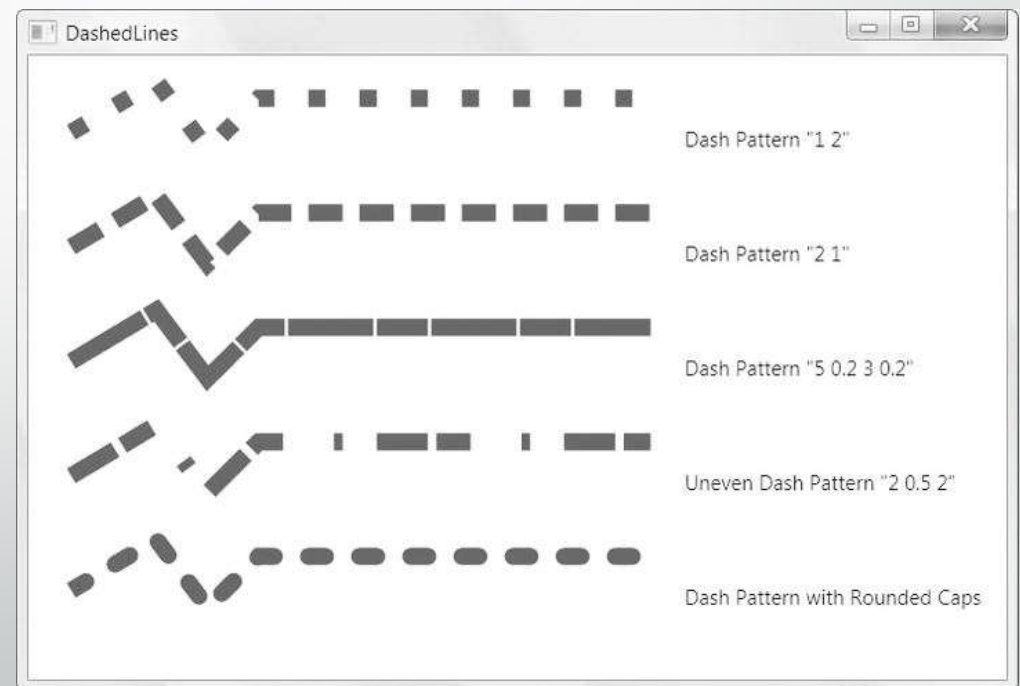 DashedLines
Dash Pattern "1 2"
Dash Pattern "2 1"
Dash Pattern "5 0.2 3 0.2"
Uneven Dash Pattern "2 0.5 2"
Dash Pattern with Rounded Caps